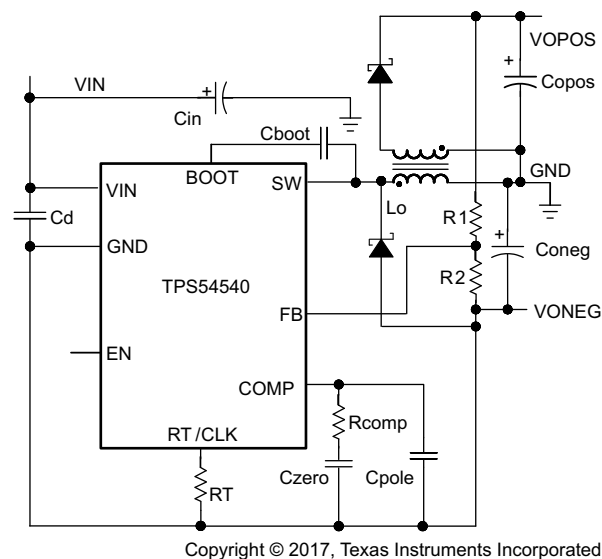 VOPOS
VIN
+
+
Copos
Cin
Cboot
GND
BOOT
SW
VIN
Lo
R1
+
Cd
GND
Coneg
R2
TPS54540
FB
VONEG
EN
COMP
Rcomp
RT/CLK
Czero
Cpole
RT
Copyright © 2017, Texas Instruments Incorporated